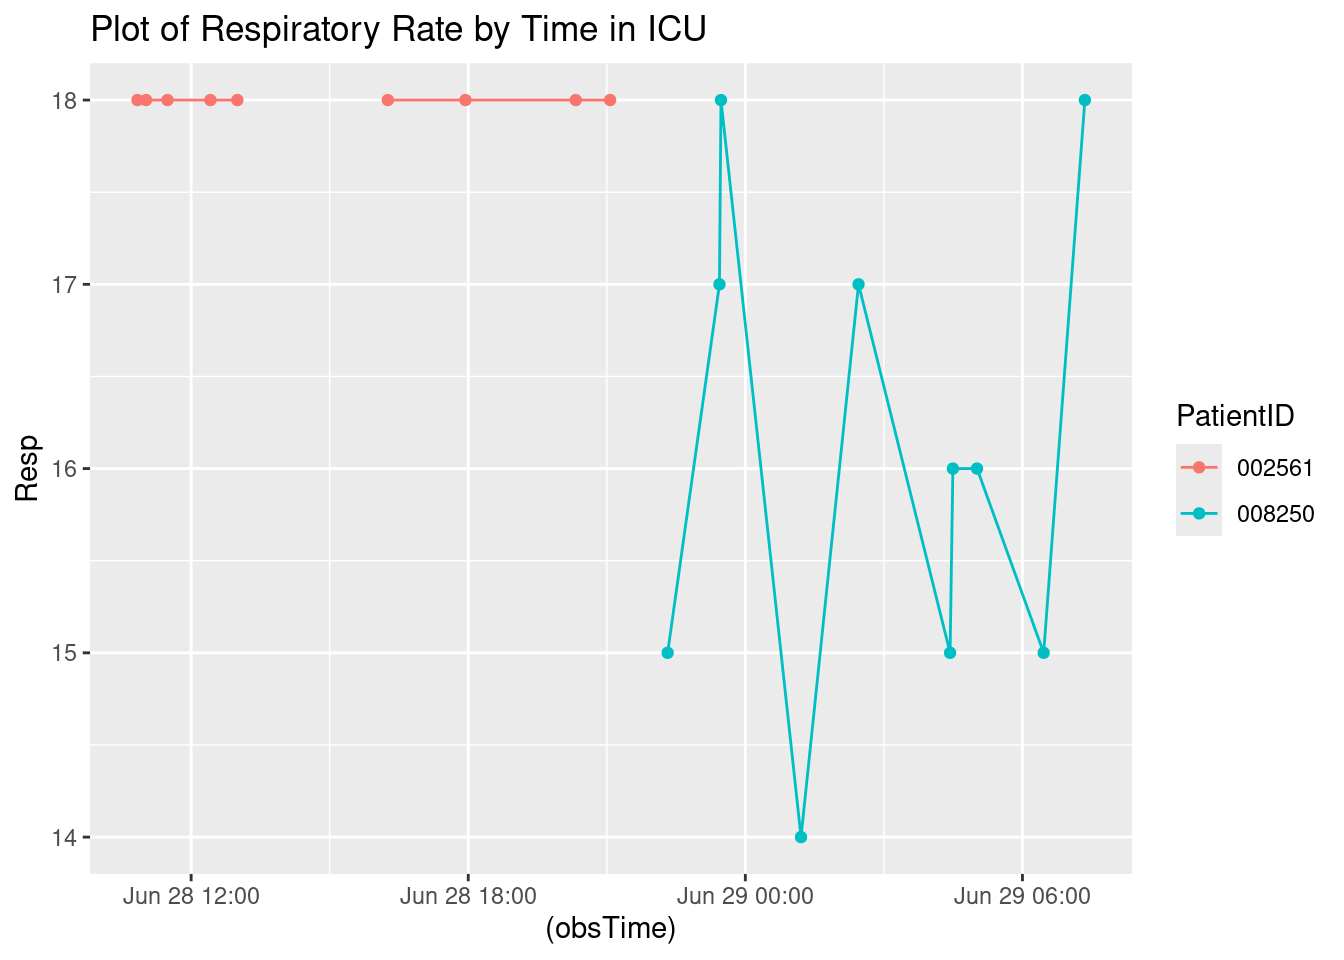 Plot of Respiratory Rate by Time in ICU
18
17
16
15
14
Resp
Jun 28 12:00
Jun 28 18:00
Jun 29 00:00
Jun 29 06:00
(obsTime)
PatientID
002561
008250